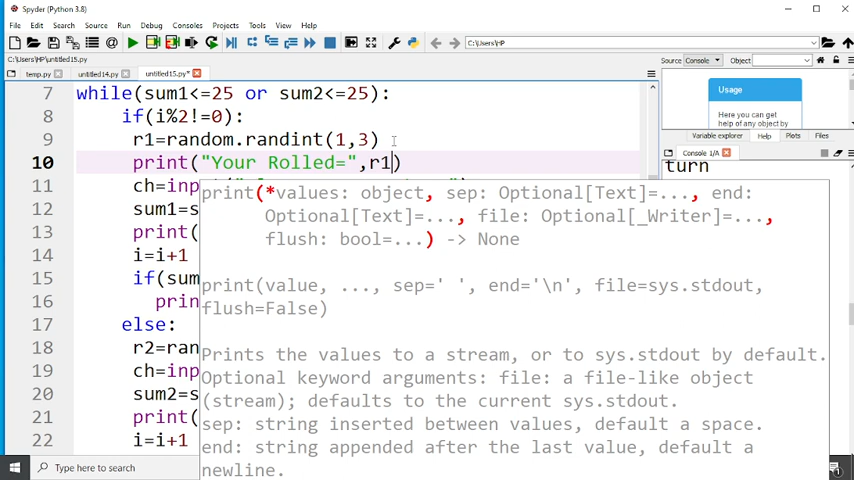 Spyder (Python 3.8)
File Edit Search Source Run Debug Consoles Projects Tools View Help
C:\Users\HP
C:\Users\HP\untitled15.py
temp.py untitled14.py untitled15.py*
Source Console Object
Usage
Here you can get
help of any object by
Variable explorer Help Plots Files
Console 1/A
turn
7 while(sum1<=25 or sum2<=25):
8 if(i%2!=0):
9 r1=random.randint(1,3)
10 print("Your Rolled=",r1)
11 ch=inp
12 sum1=s
13 print(
14 i=i+1
15 if(sum
16 prin
17 else:
18 r2=ran
19 ch=inp
20 sum2=s
21 print(
22 i=i+1
print(*values: object, sep: Optional[Text]=..., end:
Optional[Text]=..., file: Optional[_Writer]=...,
flush: bool=...) -> None
print(value, ..., sep=' ', end='\n', file=sys.stdout,
flush=False)
Prints the values to a stream, or to sys.stdout by default.
Optional keyword arguments: file: a file-like object
(stream); defaults to the current sys.stdout.
sep: string inserted between values, default a space.
end: string appended after the last value, default a
newline.
Type here to search